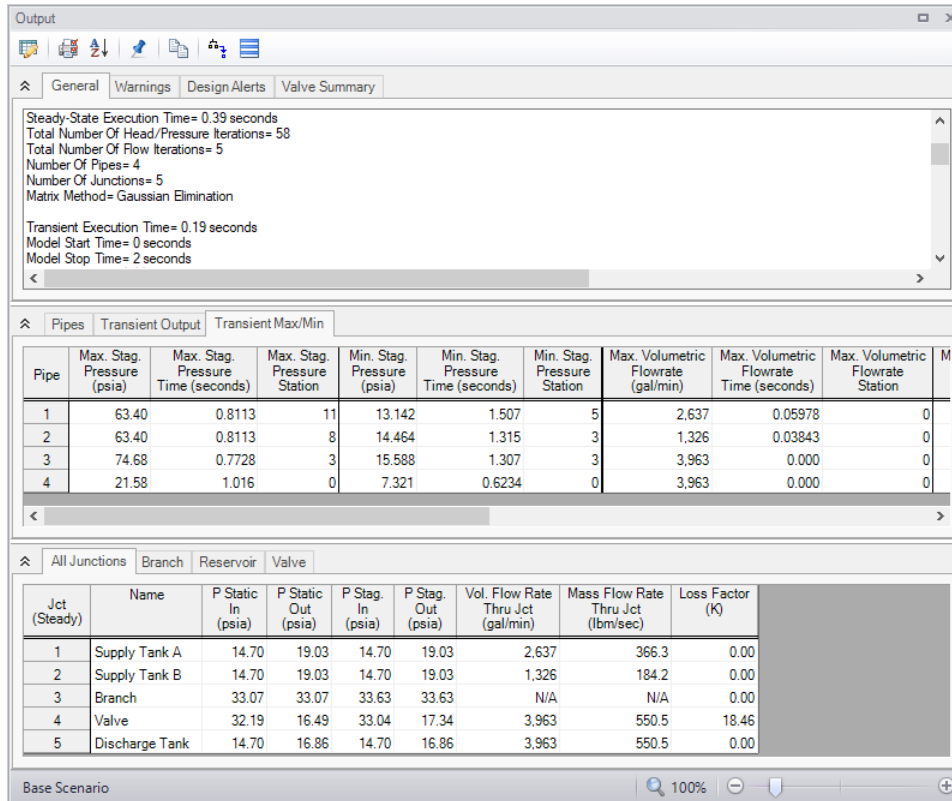 Output
General Warnings Design Alerts Valve Summary
Steady-State Execution Time= 0.39 seconds
Total Number Of Head/Pressure Iterations= 58
Total Number Of Flow Iterations= 5
Number Of Pipes= 4
Number Of Junctions= 5
Matrix Method= Gaussian Elimination
Transient Execution Time= 0.19 seconds
Model Start Time= 0 seconds
Model Stop Time= 2 seconds
Pipes Transient Output Transient Max/Min
Pipe Max. Stag. Pressure (psia) Max. Stag. Pressure Time (seconds) Max. Stag. Pressure Station Min. Stag. Pressure (psia) Min. Stag. Pressure Time (seconds) Min. Stag. Pressure Station Max. Volumetric Flowrate (gal/min) Max. Volumetric Flowrate Time (seconds) Max. Volumetric Flowrate Station M
1 63.40 0.8113 11 13.142 1.507 5 2,637 0.05978 0
2 63.40 0.8113 8 14.464 1.315 3 1,326 0.03843 0
3 74.68 0.7728 3 15.588 1.307 3 3,963 0.000 0
4 21.58 1.016 0 7.321 0.6234 0 3,963 0.000 0
All Junctions Branch Reservoir Valve
Jct (Steady) Name P Static In (psia) P Static Out (psia) P Stag. In (psia) P Stag. Out (psia) Vol. Flow Rate Thru Jct (gal/min) Mass Flow Rate Thru Jct (lbm/sec) Loss Factor (K)
1 Supply Tank A 14.70 19.03 14.70 19.03 2,637 366.3 0.00
2 Supply Tank B 14.70 19.03 14.70 19.03 1,326 184.2 0.00
3 Branch 33.07 33.07 33.63 33.63 N/A N/A 0.00
4 Valve 32.19 16.49 33.04 17.34 3,963 550.5 18.46
5 Discharge Tank 14.70 16.86 14.70 16.86 3,963 550.5 0.00
Base Scenario 100%